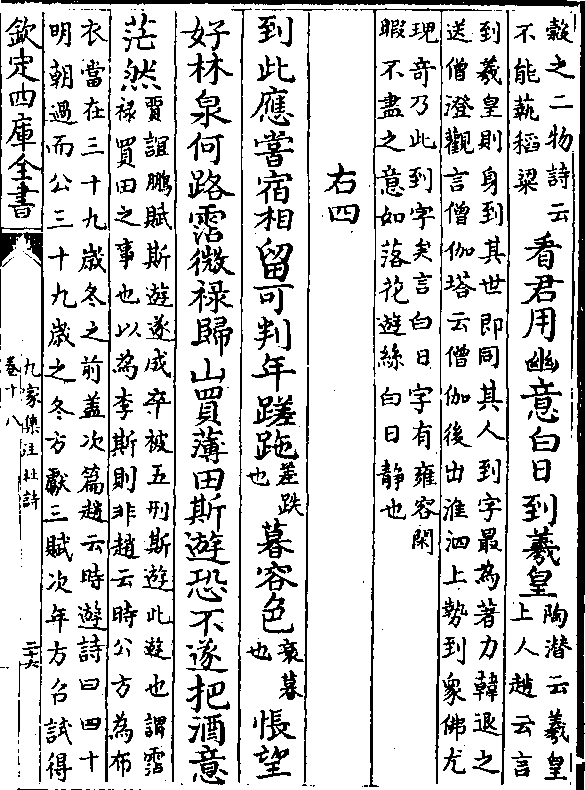 穀之二物詩云
不能蓺稻粱
看君用幽意白日到羲皇
陶潜云羲皇
上人趙云言
到羲皇則身到其世即同其人到字最為著力韓退之
送僧澄觀言僧伽塔云僧伽後出淮泗上勢到衆佛尤
現奇乃此到字矣言白日字有雍容閑
暇不盡之意如落花遊絲白日静也
右四
到此應嘗宿相留可判年蹉跎
差跌
也
暮容色
衰暮
也
悵望
好林泉何路霑微祿歸山買薄田斯遊恐不遂把酒意
茫然
賈誼鵬賦斯遊遂成卒被五刑斯遊此遊也謂霑
祿買田之事也以為李斯則非趙云時公方為布
衣當在三十九歲冬之前蓋次篇趙云時遊詩曰四十
明朝過而公三十九歲之冬方獻三賦次年方召試得
欽定四庫全書
九家集注杜詩
卷十八
二十六